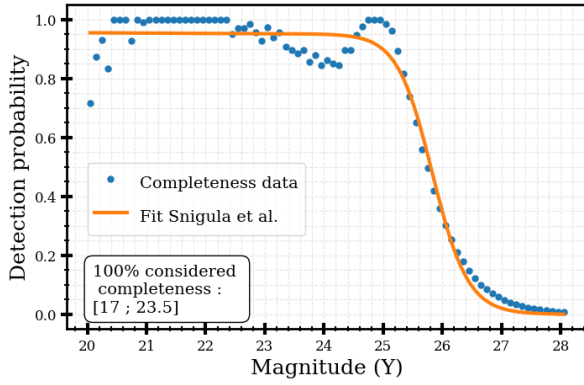 1.0
0.8
0.6
0.4
0.2
0.0
Detection probability
Completeness data
Fit Snigula et al.
100% considered
completeness :
[17 ; 23.5]
20 21 22 23 24 25 26 27 28
Magnitude (Y)